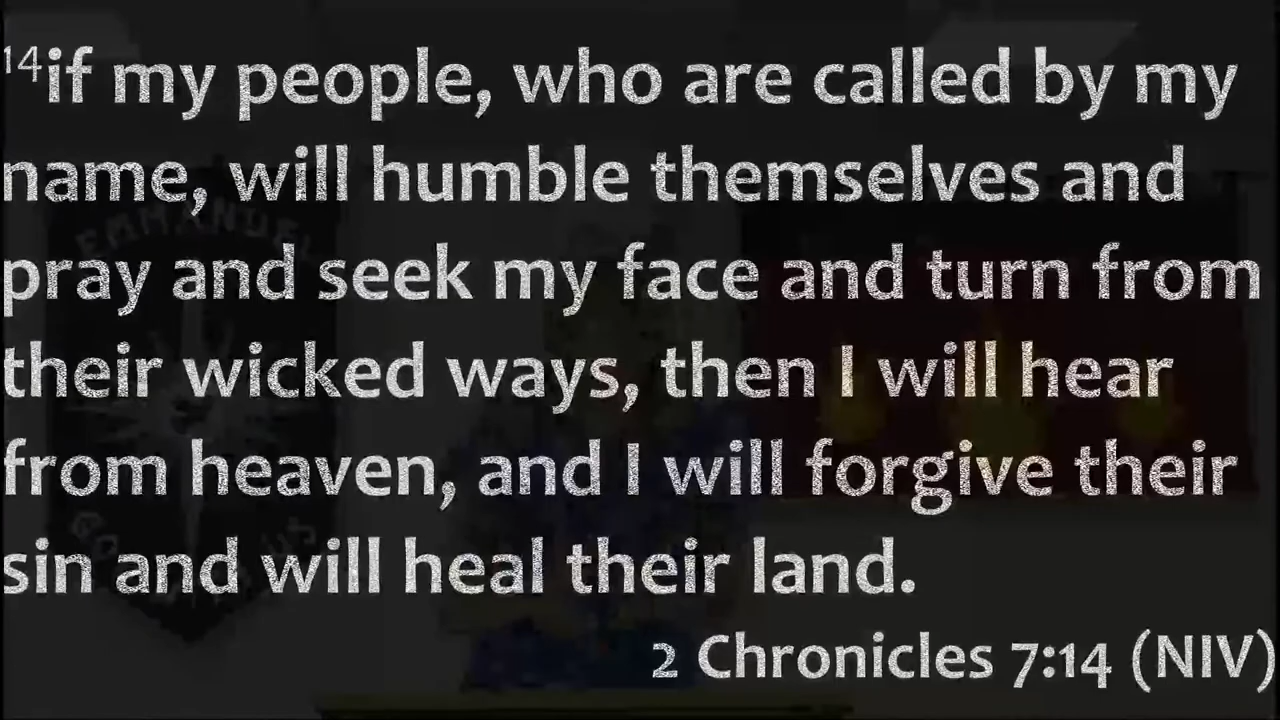 14if my people, who are called by my
name, will humble themselves and
pray and seek my face and turn from
their wicked ways, then I will hear
from heaven, and I will forgive their
sin and will heal their land.
2 Chronicles 7:14 (NIV)
EMMANUEL